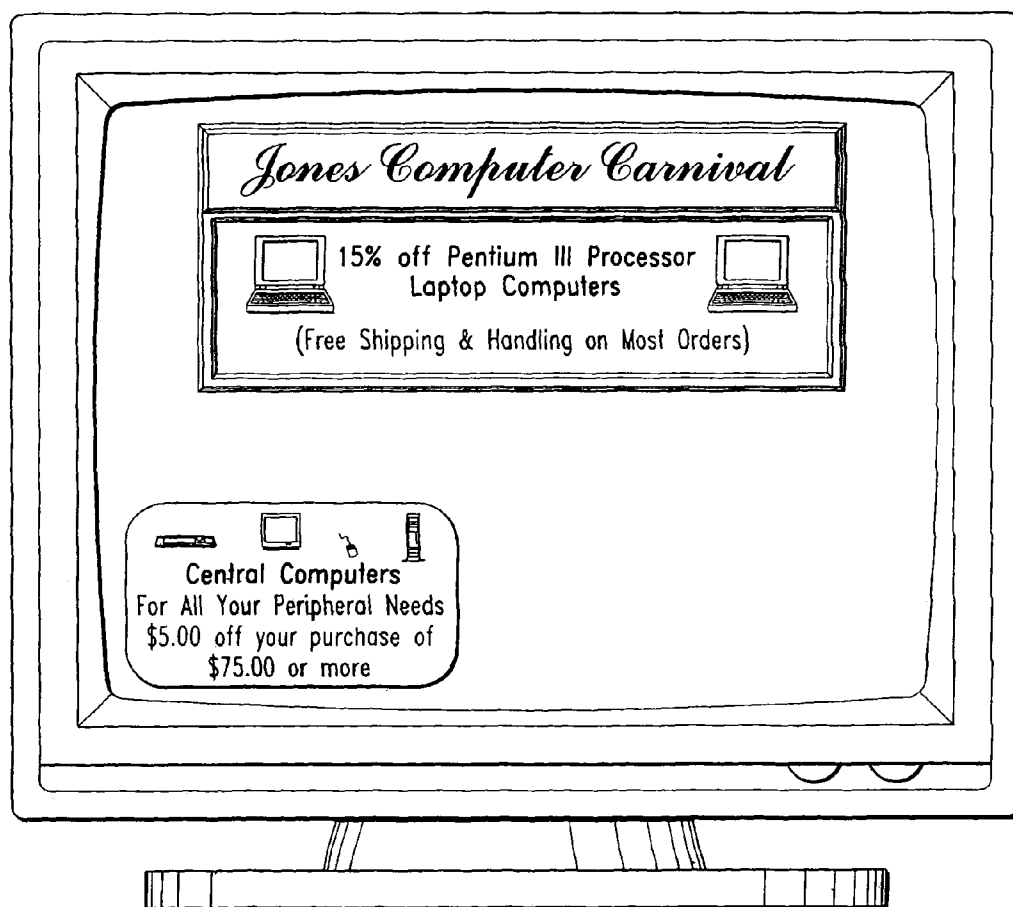 Jones Computer Carnival
15% off Pentium III Processor
Laptop Computers
(Free Shipping & Handling on Most Orders)
Central Computers
For All Your Peripheral Needs
$5.00 off your purchase of
$75.00 or more